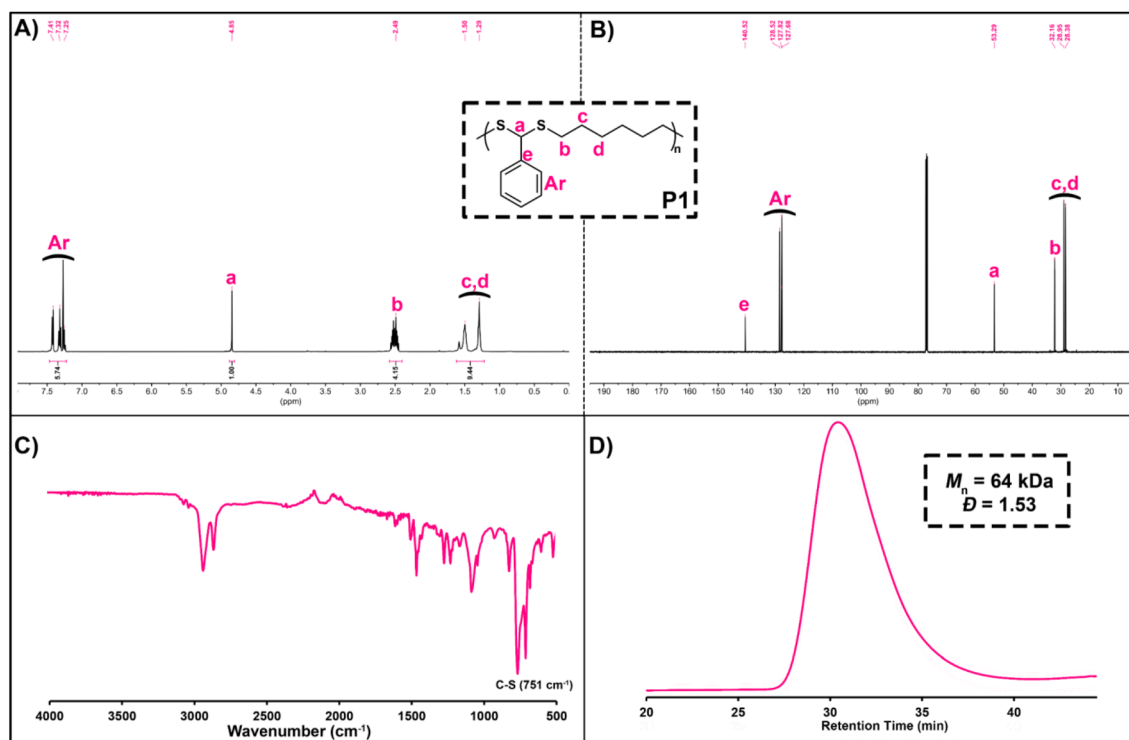 A)
7.41
7.32
7.25
4.85
2.49
1.50
1.29
B)
140.52
128.52
127.82
127.68
53.29
32.16
28.95
28.38
S
a
S
c
b
d
e
Ar
n
P1
Ar
a
b
c,d
5.74
1.00
4.15
9.44
7.5 7.0 6.5 6.0 5.5 5.0 4.5 4.0 3.5 3.0 2.5 2.0 1.5 1.0 0.5 0.
(ppm)
e
Ar
a
b
c,d
190 180 170 160 150 140 130 120 110 100 90 80 70 60 50 40 30 20 10
(ppm)
C)
C-S (751 cm⁻¹)
4000 3500 3000 2500 2000 1500 1000 500
Wavenumber (cm⁻¹)
D)
Mn = 64 kDa
Đ = 1.53
20 25 30 35 40
Retention Time (min)